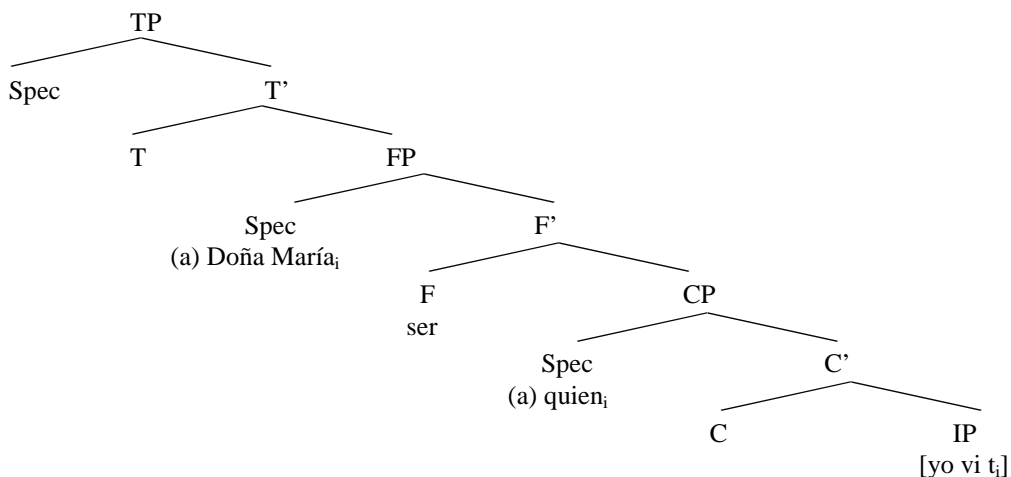 TP
Spec T’
T FP
Spec F’
(a) Doña Maríai
F CP
ser
Spec C’
(a) quieni
C IP
[yo vi ti]